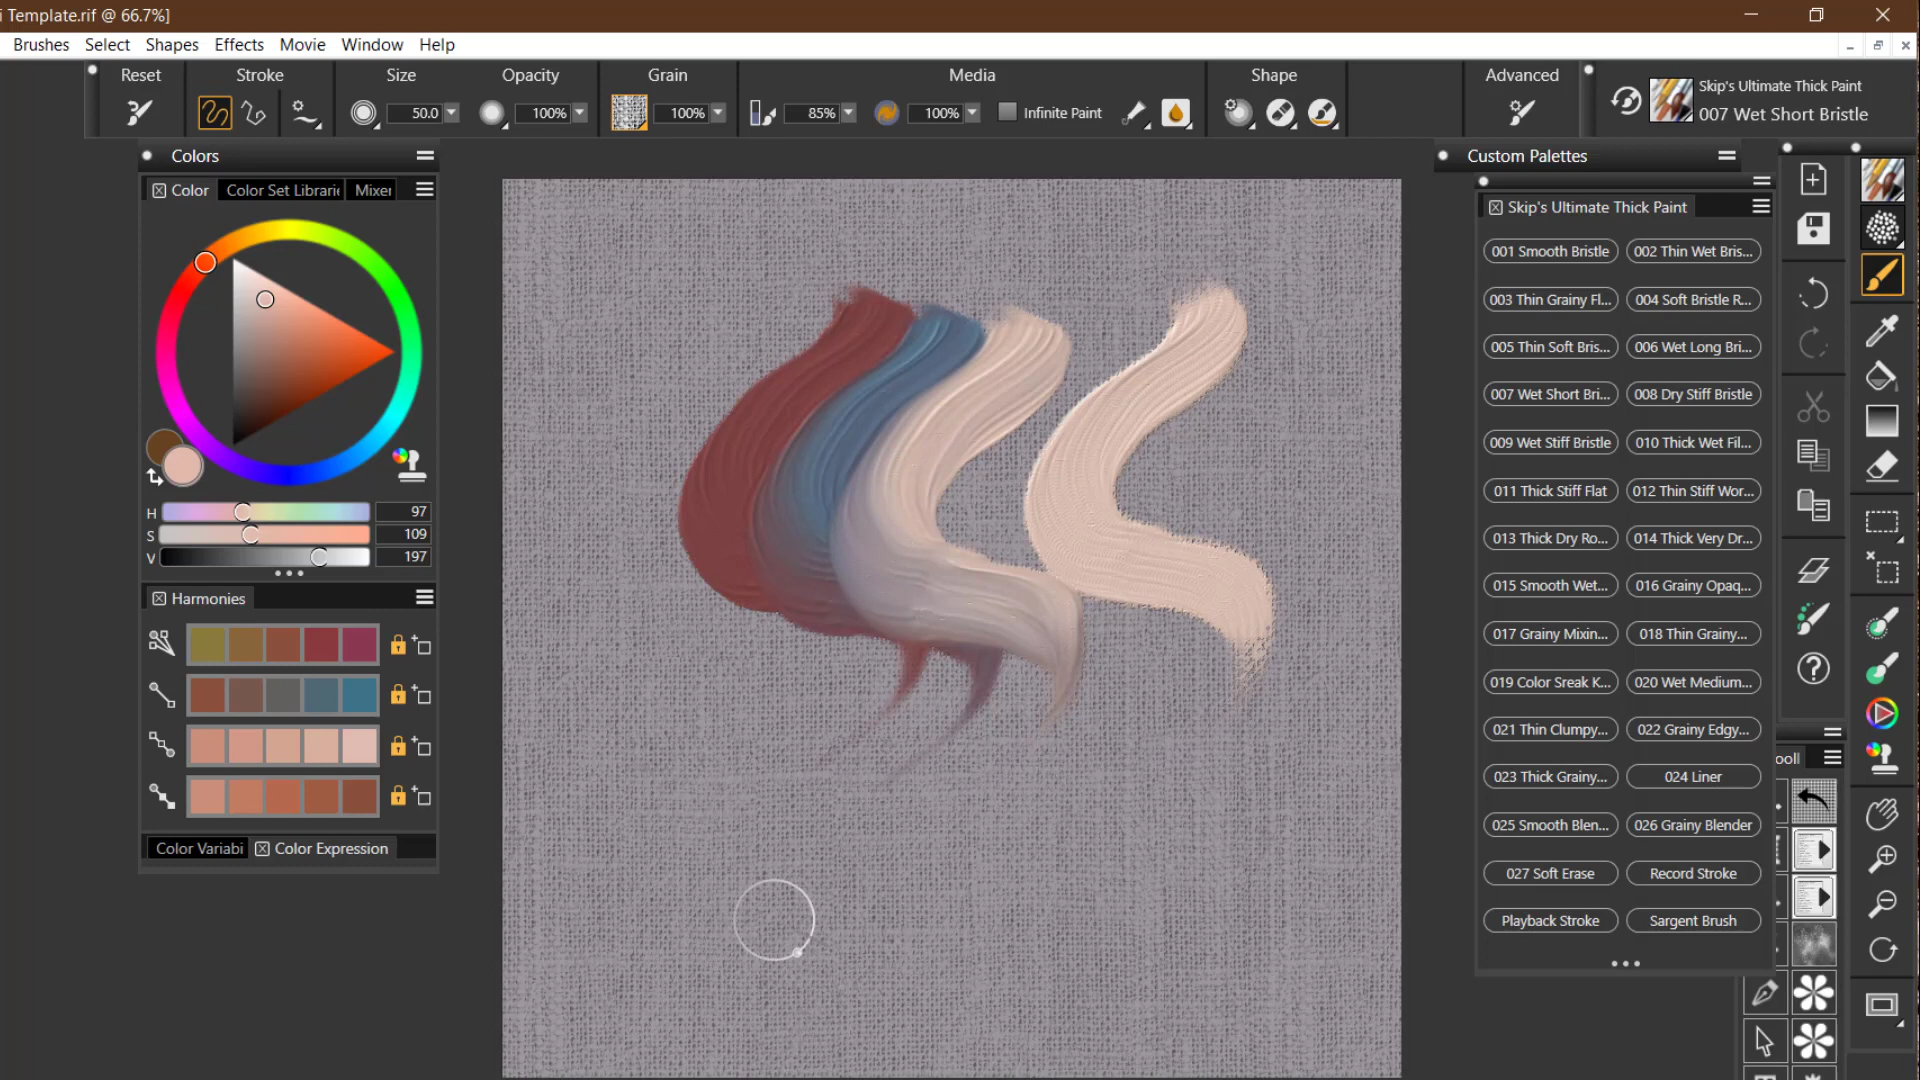 i Template.rif @ 66.7%]
Brushes Select Shapes Effects Movie Window Help
Reset Stroke Size Opacity Grain Media Shape Advanced
50.0 100% 100% 85% 100% Infinite Paint
Skip's Ultimate Thick Paint
007 Wet Short Bristle
Colors
Color Color Set Librari Mixer
H 97
S 109
V 197
Harmonies
Color Variabi Color Expression
Custom Palettes
Skip's Ultimate Thick Paint
001 Smooth Bristle 002 Thin Wet Bris...
003 Thin Grainy Fl... 004 Soft Bristle R...
005 Thin Soft Bris... 006 Wet Long Bri...
007 Wet Short Bri... 008 Dry Stiff Bristle
009 Wet Stiff Bristle 010 Thick Wet Fil...
011 Thick Stiff Flat 012 Thin Stiff Wor...
013 Thick Dry Ro... 014 Thick Very Dr...
015 Smooth Wet... 016 Grainy Opaq...
017 Grainy Mixin... 018 Thin Grainy...
019 Color Sreak K... 020 Wet Medium...
021 Thin Clumpy... 022 Grainy Edgy...
023 Thick Grainy... 024 Liner
025 Smooth Blen... 026 Grainy Blender
027 Soft Erase Record Stroke
Playback Stroke Sargent Brush
ooll